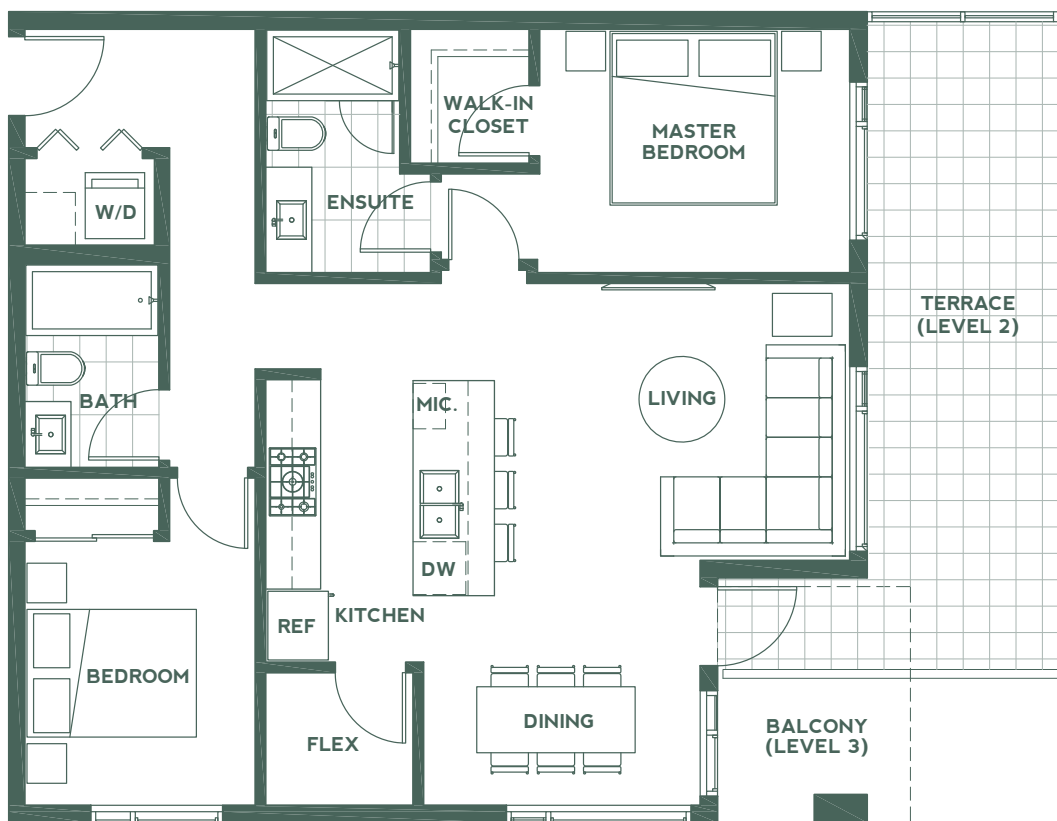 WALK-IN
CLOSET
MASTER
BEDROOM
W/D
ENSUITE
TERRACE
(LEVEL 2)
BATH
MIC.
LIVING
DW
REF
KITCHEN
BEDROOM
FLEX
DINING
BALCONY
(LEVEL 3)